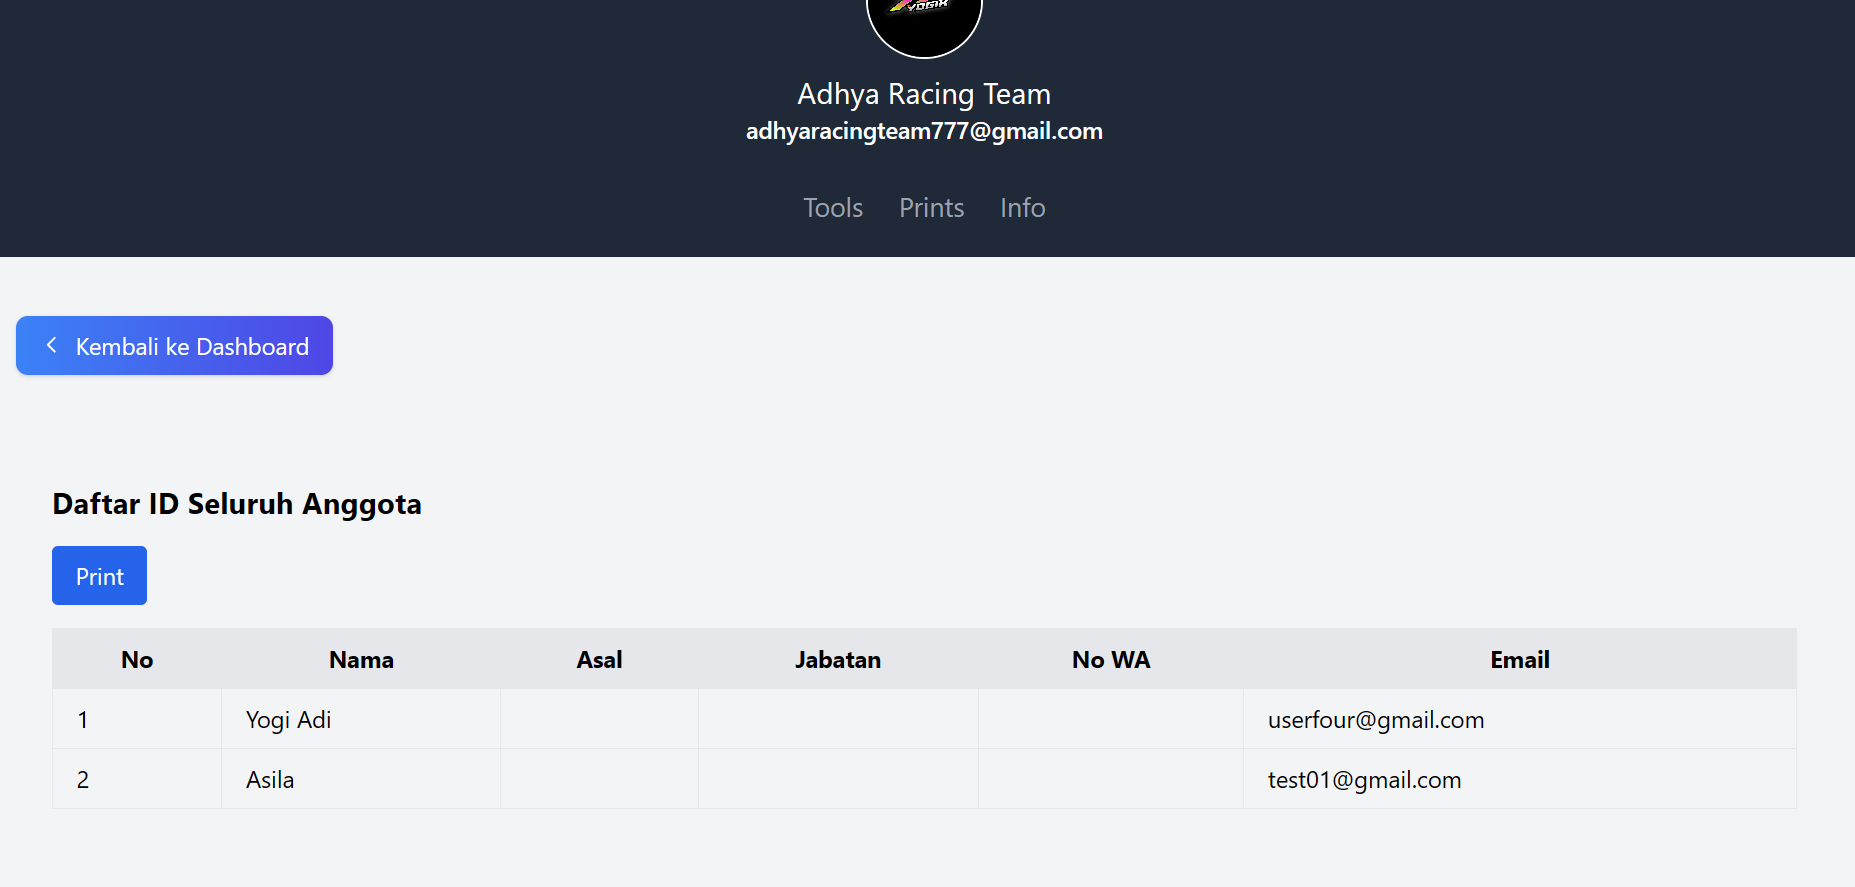 YOGIX
Adhya Racing Team
adhyaracingteam777@gmail.com
Tools Prints Info
Kembali ke Dashboard
Daftar ID Seluruh Anggota
Print
No Nama Asal Jabatan No WA Email
1 Yogi Adi userfour@gmail.com
2 Asila test01@gmail.com